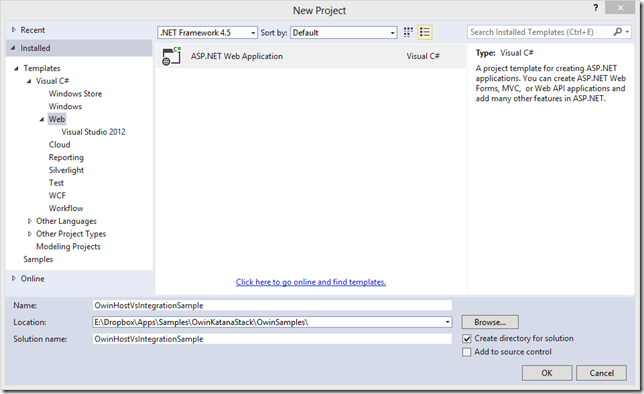 New Project
? x
Recent
Installed
.NET Framework 4.5 Sort by: Default
Search Installed Templates (Ctrl+E)
Templates
Visual C#
Windows Store
Windows
Web
Visual Studio 2012
Cloud
Reporting
Silverlight
Test
WCF
Workflow
Other Languages
Other Project Types
Modeling Projects
Samples
Online
C#
ASP.NET Web Application Visual C#
Click here to go online and find templates.
Type: Visual C#
A project template for creating ASP.NET
applications. You can create ASP.NET Web
Forms, MVC, or Web API applications and
add many other features in ASP.NET.
Name: OwinHostVsIntegrationSample
Location: E:\Dropbox\Apps\Samples\OwinKatanaStack\OwinSamples\
Browse...
Solution name: OwinHostVsIntegrationSample
Create directory for solution
Add to source control
OK Cancel